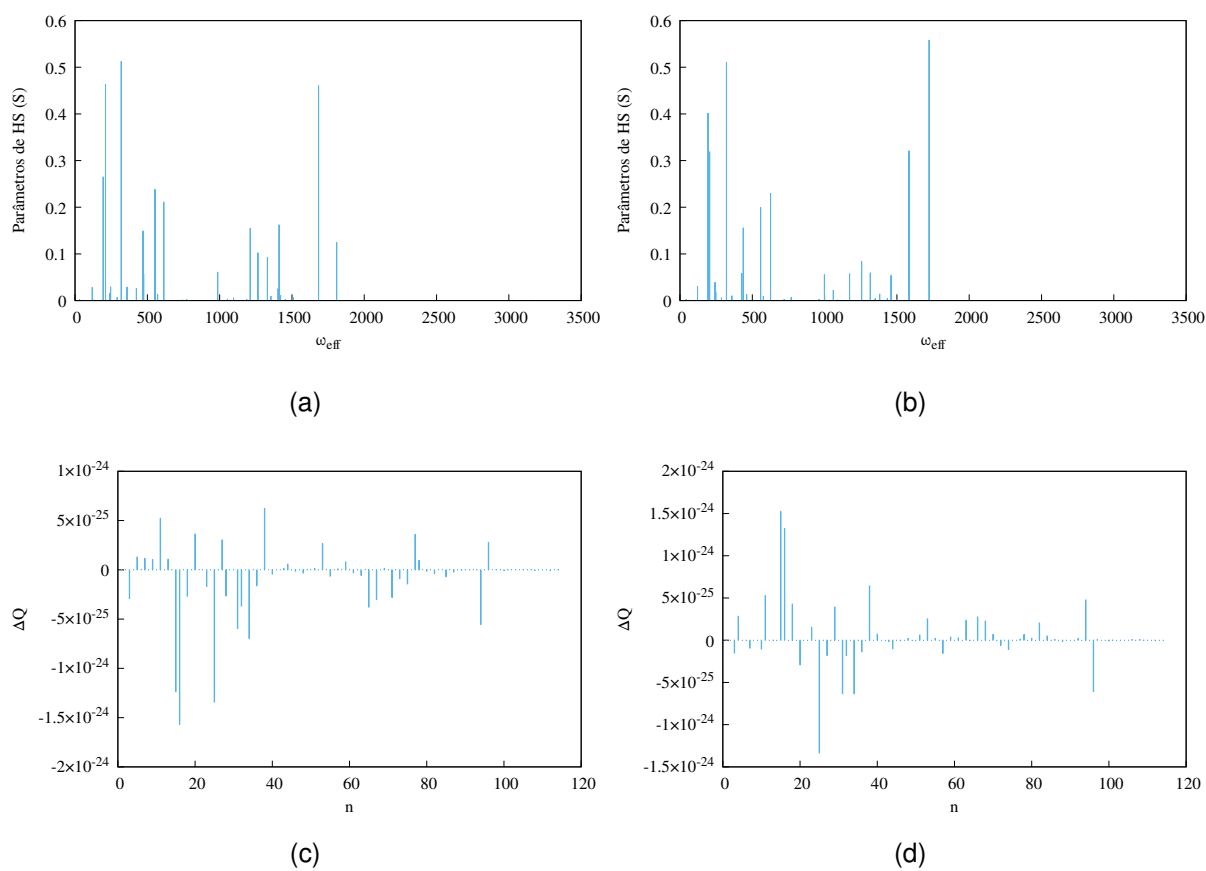 0.6
0.5
0.4
0.3
0.2
0.1
0
0 500 1000 1500 2000 2500 3000 3500
Parâmetros de HS (S)
ω_eff
(a)
0.6
0.5
0.4
0.3
0.2
0.1
0
0 500 1000 1500 2000 2500 3000 3500
Parâmetros de HS (S)
ω_eff
(b)
1×10^-24
5×10^-25
0
-5×10^-25
-1×10^-24
-1.5×10^-24
-2×10^-24
0 20 40 60 80 100 120
ΔQ
n
(c)
2×10^-24
1.5×10^-24
1×10^-24
5×10^-25
0
-5×10^-25
-1×10^-24
-1.5×10^-24
0 20 40 60 80 100 120
ΔQ
n
(d)